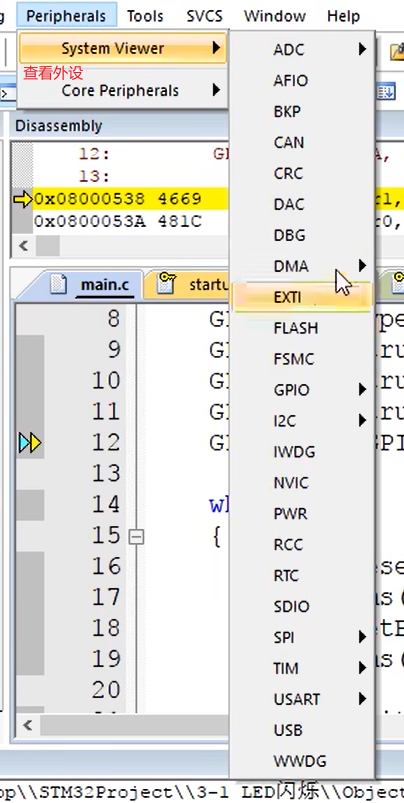 Peripherals Tools SVCS Window Help
System Viewer
查看外设
Core Peripherals
ADC
AFIO
BKP
CAN
CRC
DAC
DBG
DMA
EXTI
FLASH
FSMC
GPIO
I2C
IWDG
NVIC
PWR
RCC
RTC
SDIO
SPI
TIM
USART
USB
WWDG
Disassembly
12:
13:
0x08000538 4669
0x0800053A 481C
main.c
8
9
10
11
12
13
14
15 {
16
17
18
19
20
\\STM32Project\\3-1 LED闪烁\\Object